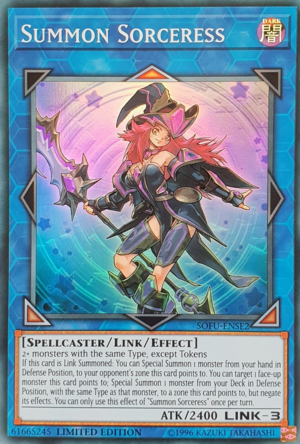 SUMMON SORCERESS
DARK
闇
SOFU-ENSE2
[Spellcaster/Link/Effect]
2+ monsters with the same Type, except Tokens
If this card is Link Summoned: You can Special Summon 1 monster from your hand in
Defense Position, to your opponent's zone this card points to. You can target 1 face-up
monster this card points to; Special Summon 1 monster from your Deck in Defense
Position, with the same Type as that monster, to a zone this card points to, but negate
its effects. You can only use this effect of "Summon Sorceress" once per turn.
ATK/2400 LINK-3
61665245 LIMITED EDITION ©1996 KAZUKI TAKAHASHI